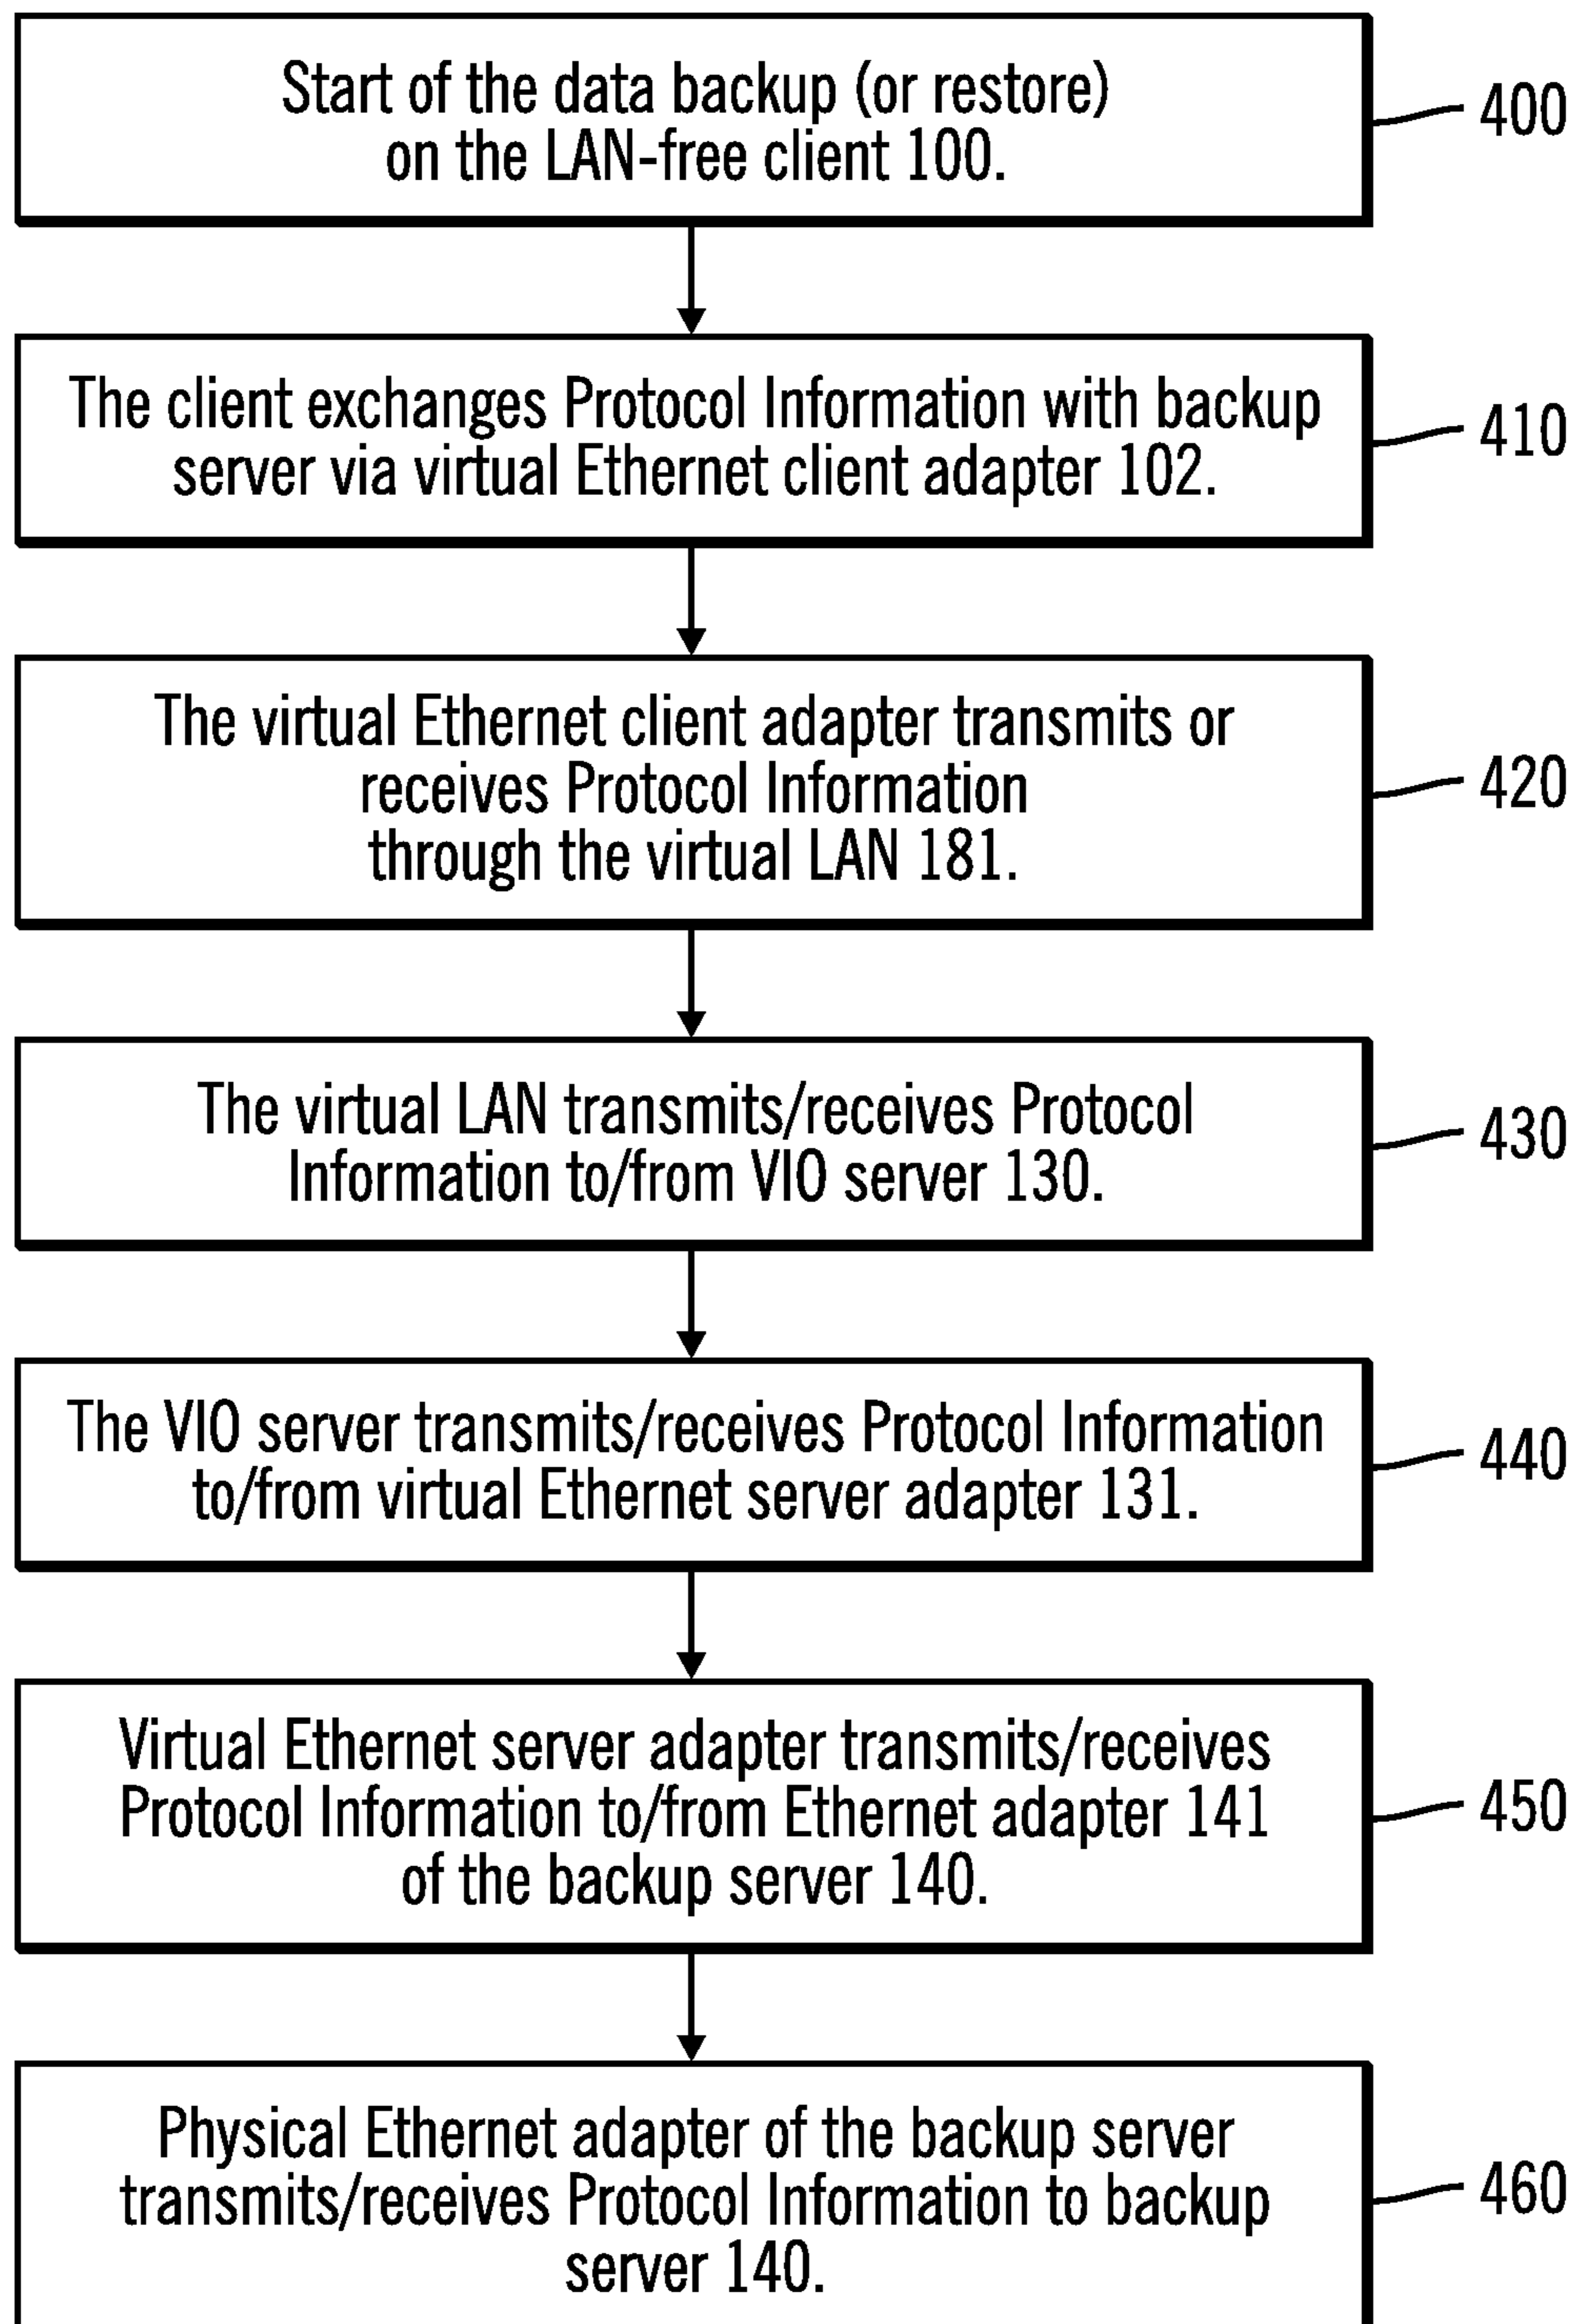 Start of the data backup (or restore)
on the LAN-free client 100.
400
The client exchanges Protocol Information with backup
server via virtual Ethernet client adapter 102.
410
The virtual Ethernet client adapter transmits or
receives Protocol Information
through the virtual LAN 181.
420
The virtual LAN transmits/receives Protocol
Information to/from VIO server 130.
430
The VIO server transmits/receives Protocol Information
to/from virtual Ethernet server adapter 131.
440
Virtual Ethernet server adapter transmits/receives
Protocol Information to/from Ethernet adapter 141
of the backup server 140.
450
Physical Ethernet adapter of the backup server
transmits/receives Protocol Information to backup
server 140.
460